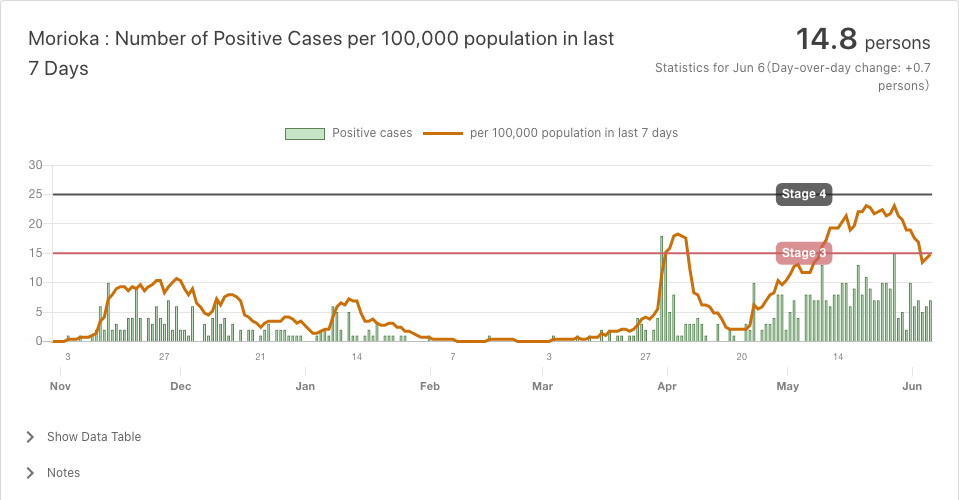 Morioka : Number of Positive Cases per 100,000 population in last
7 Days
14.8 persons
Statistics for Jun 6(Day-over-day change: +0.7
persons)
Positive cases
per 100,000 population in last 7 days
30
25
20
15
10
5
0
Stage 4
Stage 3
3 27 21 14 7 3 27 20 14
Nov Dec Jan Feb Mar Apr May Jun
Show Data Table
Notes